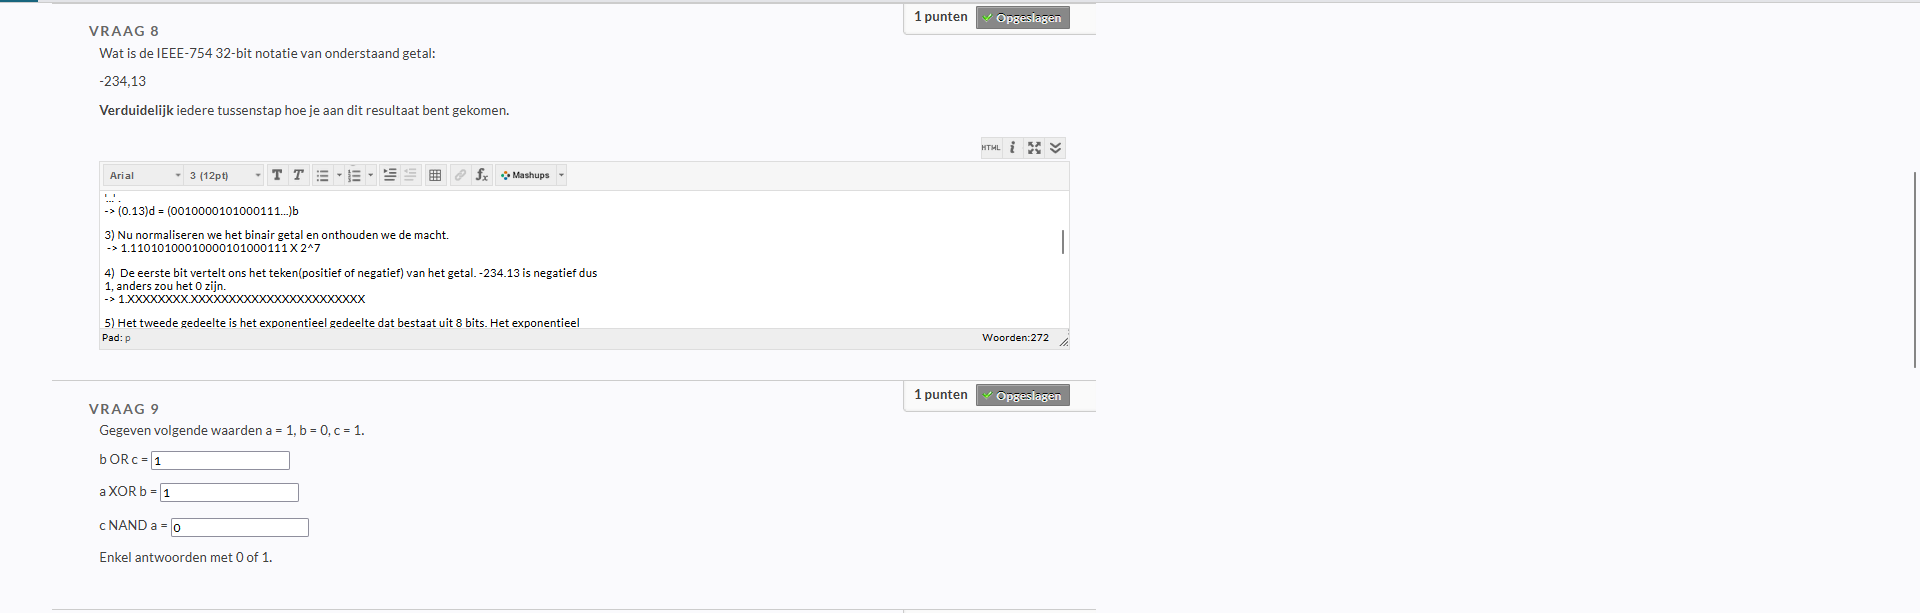 1 punten
Opgeslagen
VRAAG 8
Wat is de IEEE-754 32-bit notatie van onderstaand getal:
-234,13
Verduidelijk iedere tussenstap hoe je aan dit resultaat bent gekomen.
HTML
Arial 3 (12pt) T T fx Mashups
-> (0.13)d = (0010000101000111...)b
3) Nu normaliseren we het binair getal en onthouden we de macht.
-> 1.11010100010000101000111 X 2^7
4) De eerste bit vertelt ons het teken(positief of negatief) van het getal. -234.13 is negatief dus
1, anders zou het 0 zijn.
-> 1.XXXXXXXX.XXXXXXXXXXXXXXXXXXXXXXX
5) Het tweede gedeelte is het exponentieel gedeelte dat bestaat uit 8 bits. Het exponentieel
Pad: p Woorden:272
1 punten
Opgeslagen
VRAAG 9
Gegeven volgende waarden a = 1, b = 0, c = 1.
b OR c = 1
a XOR b = 1
c NAND a = 0
Enkel antwoorden met 0 of 1.